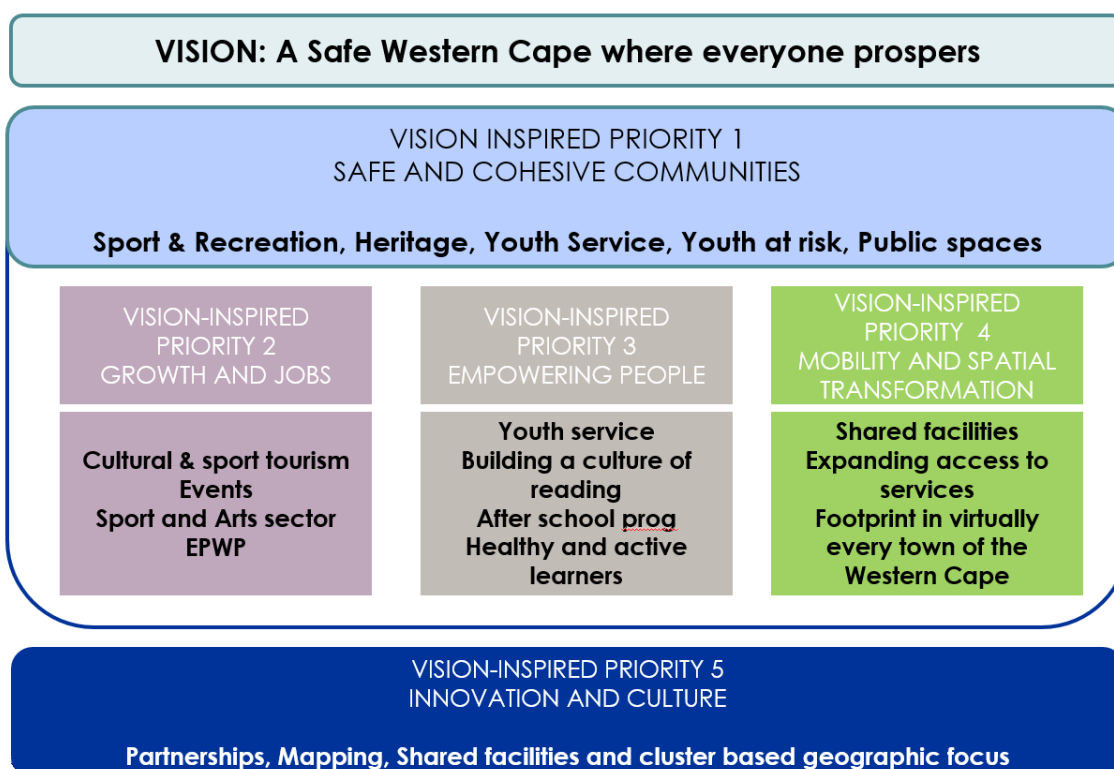 VISION: A Safe Western Cape where everyone prospers
VISION INSPIRED PRIORITY 1
SAFE AND COHESIVE COMMUNITIES
Sport & Recreation, Heritage, Youth Service, Youth at risk, Public spaces
VISION-INSPIRED
PRIORITY 2
GROWTH AND JOBS
Cultural & sport tourism
Events
Sport and Arts sector
EPWP
VISION-INSPIRED
PRIORITY 3
EMPOWERING PEOPLE
Youth service
Building a culture of
reading
After school prog
Healthy and active
learners
VISION-INSPIRED
PRIORITY 4
MOBILITY AND SPATIAL
TRANSFORMATION
Shared facilities
Expanding access to
services
Footprint in virtually
every town of the
Western Cape
VISION-INSPIRED PRIORITY 5
INNOVATION AND CULTURE
Partnerships, Mapping, Shared facilities and cluster based geographic focus